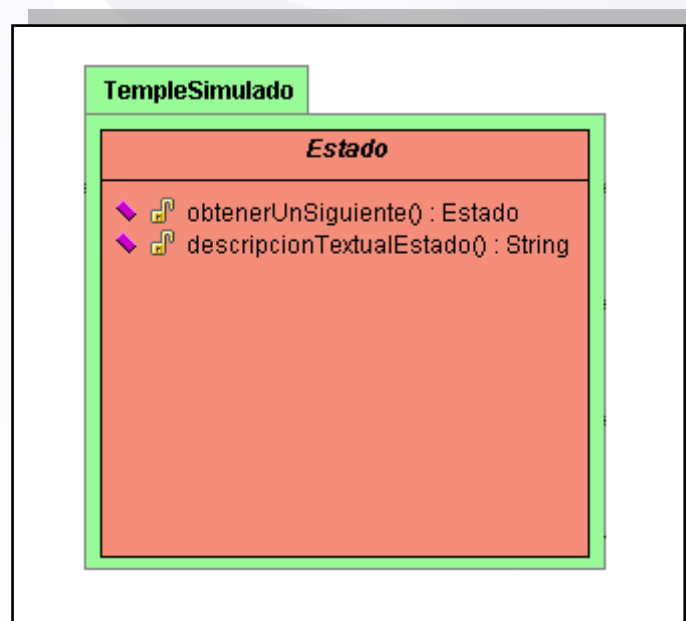 TempleSimulado
Estado
obtenerUnSiguiente() : Estado
descripcionTextualEstado() : String